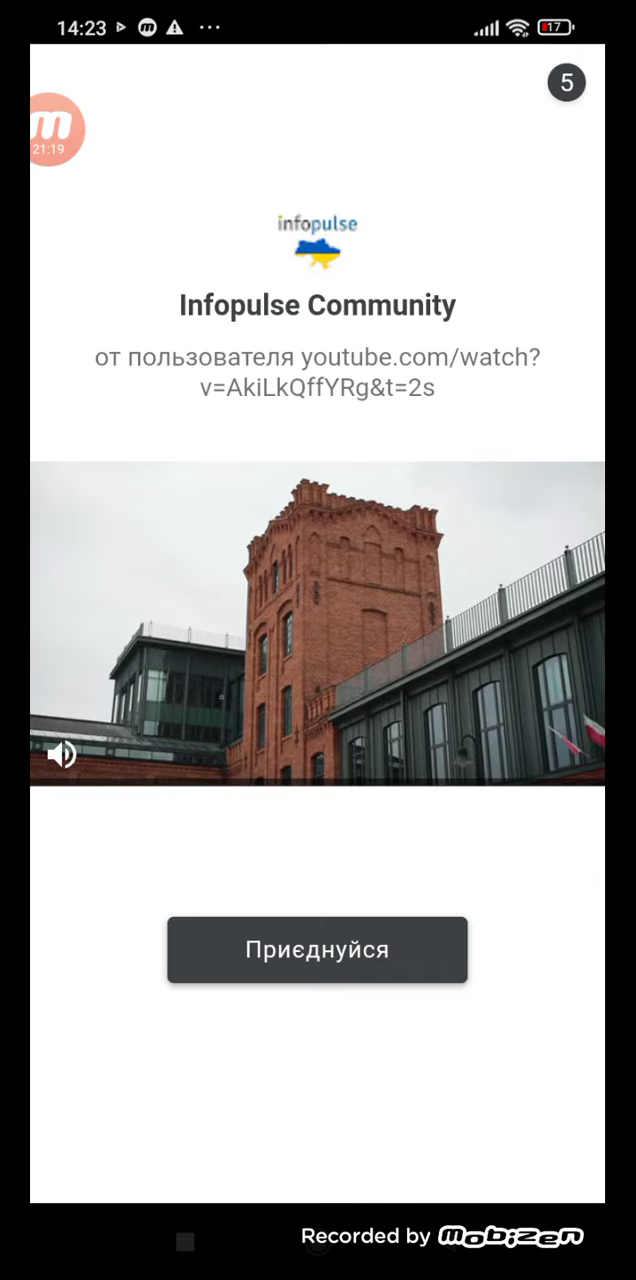 14:23
17
5
21:19
infopulse
Infopulse Community
от пользователя youtube.com/watch?
v=AkiLkQffYRg&t=2s
Приєднуйся
Recorded by Mobizen